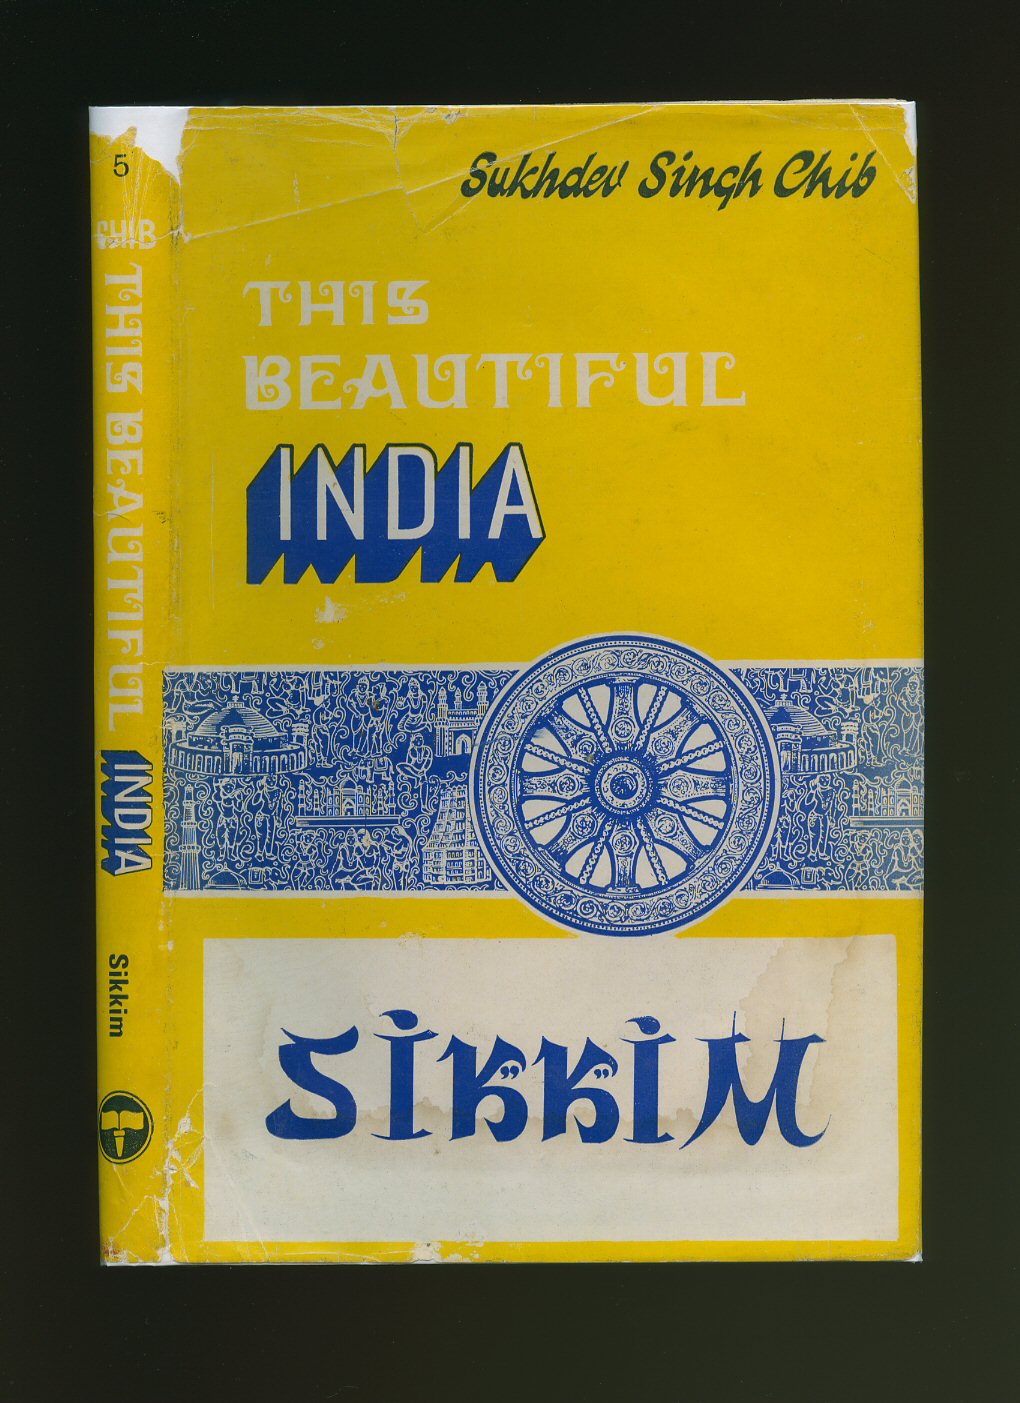 5
CHIB
THIS BEAUTIFUL
INDIA
Sikkim
Sukhdev Singh Chib
THIS
BEAUTIFUL
INDIA
SiKKiM